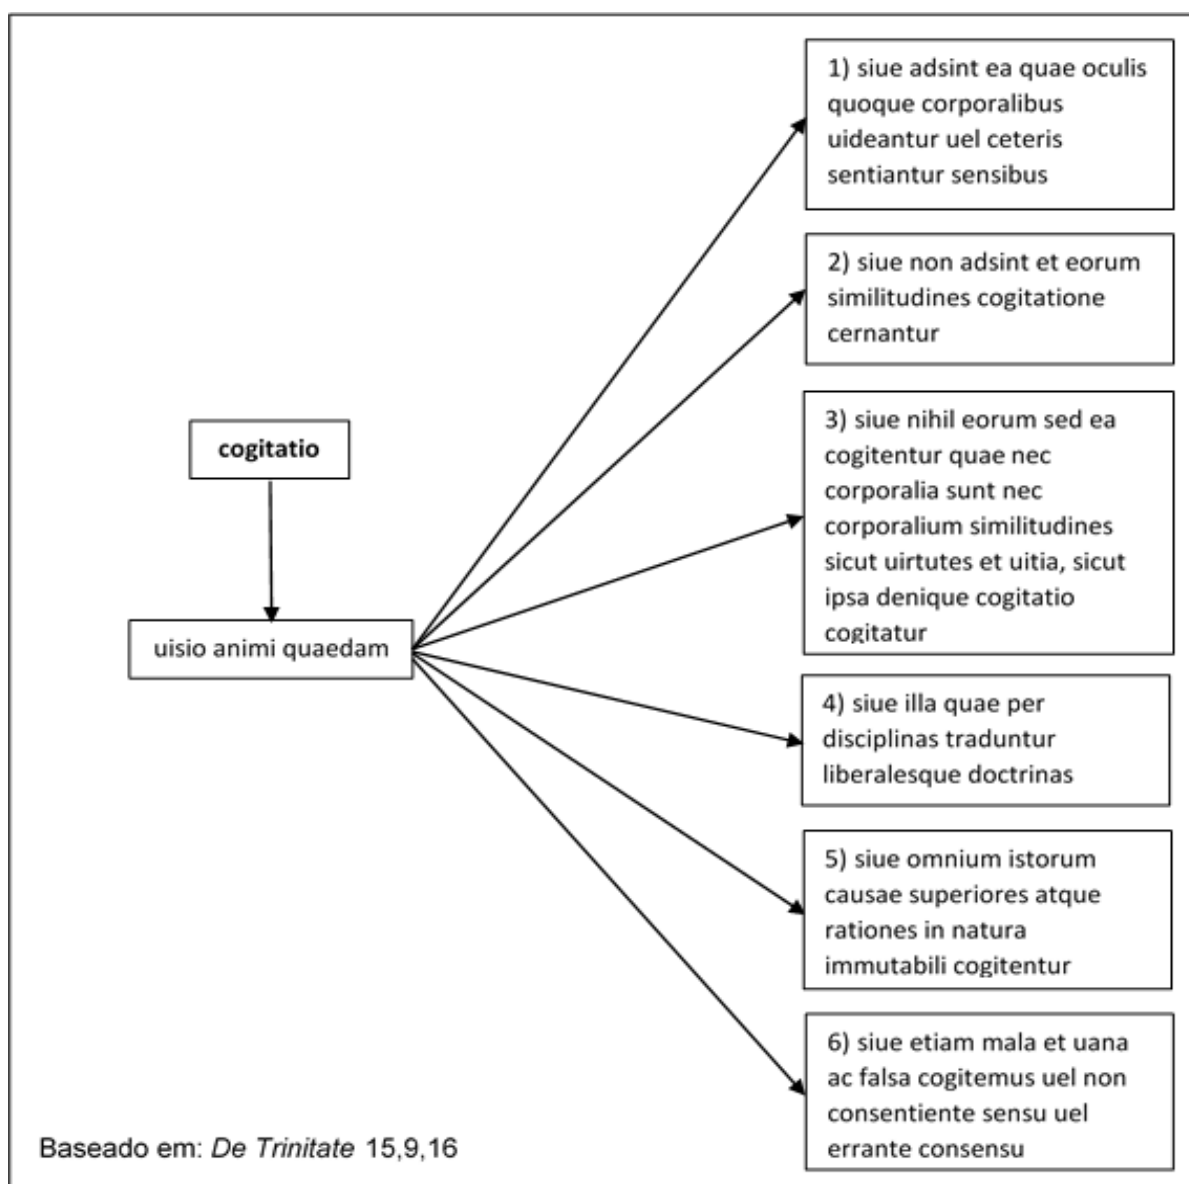 1) siue adsint ea quae oculis
quoque corporalibus
uideantur uel ceteris
sentiantur sensibus
2) siue non adsint et eorum
similitudines cogitatione
cernantur
cogitatio
3) siue nihil eorum sed ea
cogitentur quae nec
corporalia sunt nec
corporalium similitudines
sicut uirtutes et uitia, sicut
ipsa denique cogitatio
cogitatur
uisio animi quaedam
4) siue illa quae per
disciplinas traduntur
liberalesque doctrinas
5) siue omnium istorum
causae superiores atque
rationes in natura
immutabili cogitentur
6) siue etiam mala et uana
ac falsa cogitemus uel non
consentiente sensu uel
errante consensu
Baseado em: De Trinitate 15,9,16